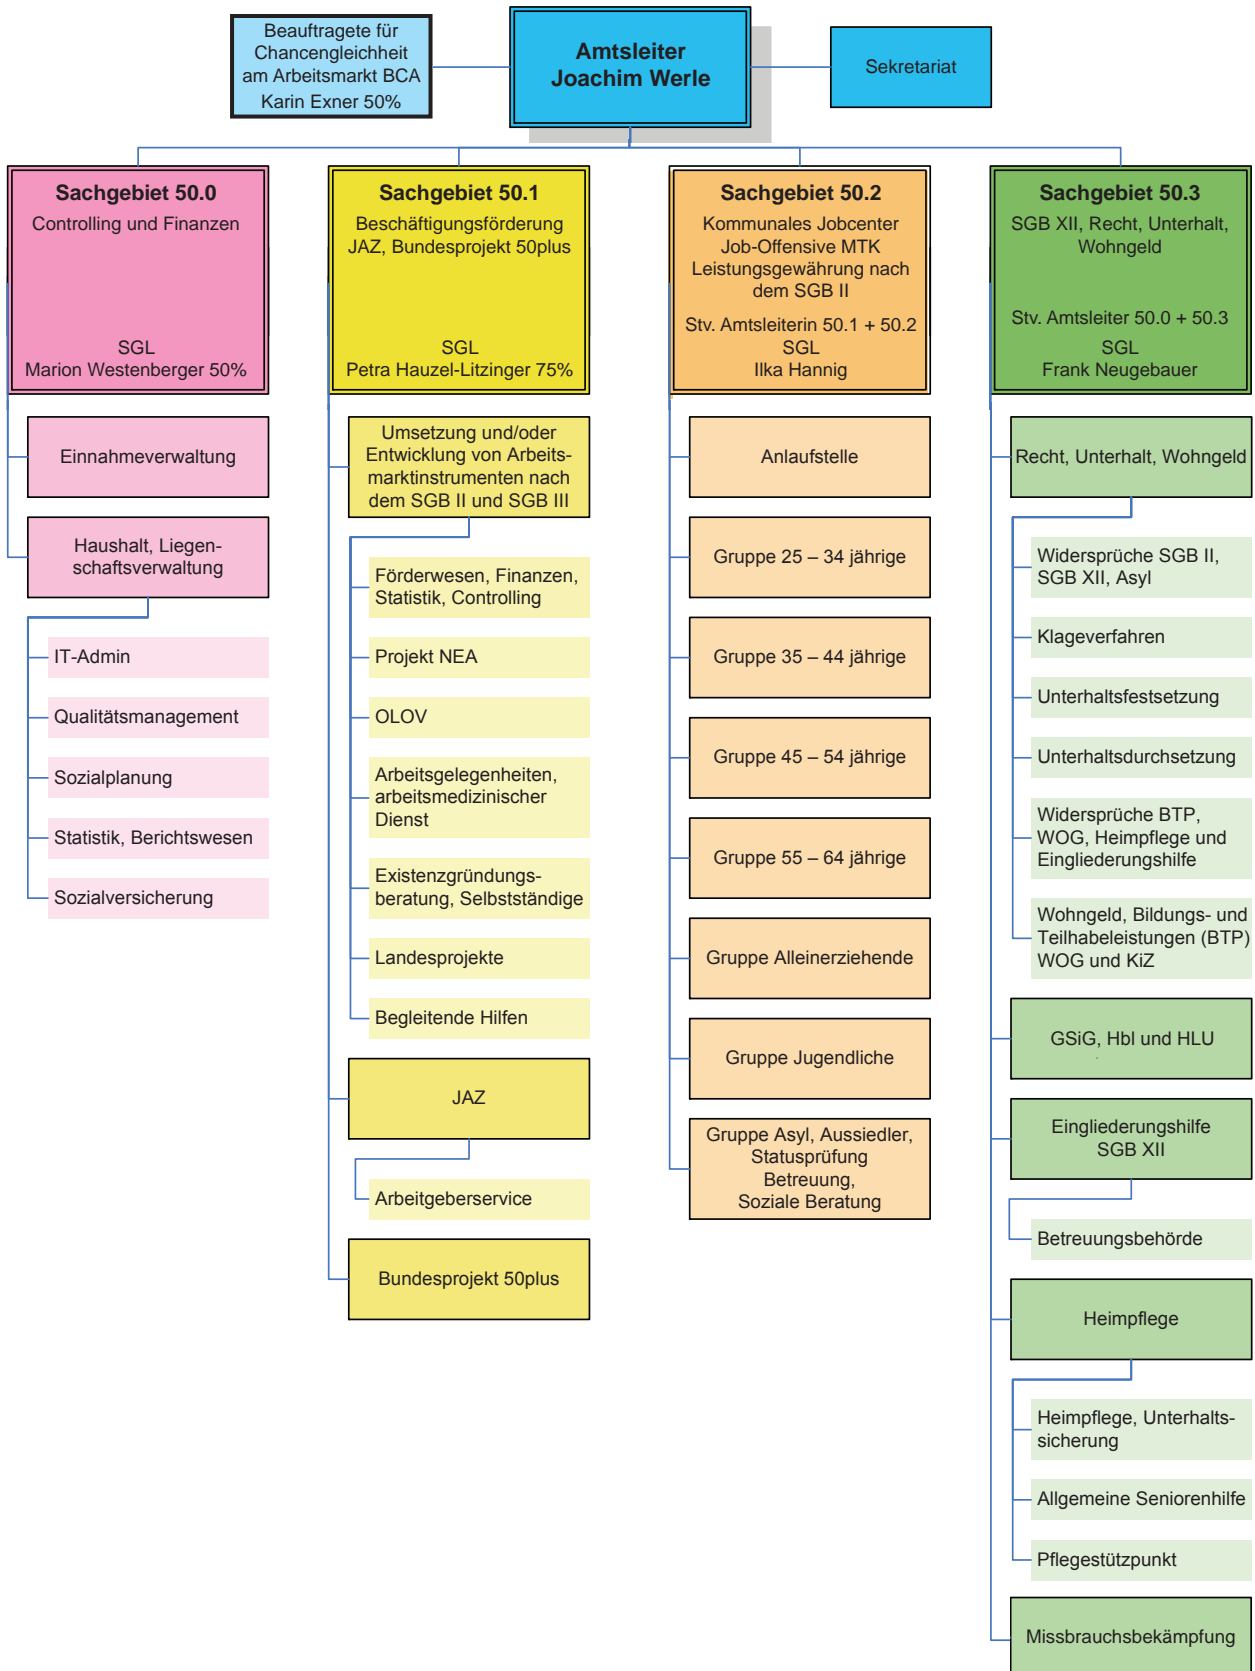 Beauftragete für
Chancengleichheit
am Arbeitsmarkt BCA
Karin Exner 50%
Amtsleiter
Joachim Werle
Sekretariat
Sachgebiet 50.0
Controlling und Finanzen
SGL
Marion Westenberger 50%
Einnahmeverwaltung
Haushalt, Liegen-
schaftsverwaltung
IT-Admin
Qualitätsmanagement
Sozialplanung
Statistik, Berichtswesen
Sozialversicherung
Sachgebiet 50.1
Beschäftigungsförderung
JAZ, Bundesprojekt 50plus
SGL
Petra Hauzel-Litzinger 75%
Umsetzung und/oder
Entwicklung von Arbeits-
marktinstrumenten nach
dem SGB II und SGB III
Förderwesen, Finanzen,
Statistik, Controlling
Projekt NEA
OLOV
Arbeitsgelegenheiten,
arbeitsmedizinischer
Dienst
Existenzgründungs-
beratung, Selbstständige
Landesprojekte
Begleitende Hilfen
JAZ
Arbeitgeberservice
Bundesprojekt 50plus
Sachgebiet 50.2
Kommunales Jobcenter
Job-Offensive MTK
Leistungsgewährung nach
dem SGB II
Stv. Amtsleiterin 50.1 + 50.2
SGL
Ilka Hannig
Anlaufstelle
Gruppe 25 – 34 jährige
Gruppe 35 – 44 jährige
Gruppe 45 – 54 jährige
Gruppe 55 – 64 jährige
Gruppe Alleinerziehende
Gruppe Jugendliche
Gruppe Asyl, Aussiedler,
Statusprüfung
Betreuung,
Soziale Beratung
Sachgebiet 50.3
SGB XII, Recht, Unterhalt,
Wohngeld
Stv. Amtsleiter 50.0 + 50.3
SGL
Frank Neugebauer
Recht, Unterhalt, Wohngeld
Widersprüche SGB II,
SGB XII, Asyl
Klageverfahren
Unterhaltsfestsetzung
Unterhaltsdurchsetzung
Widersprüche BTP,
WOG, Heimpflege und
Eingliederungshilfe
Wohngeld, Bildungs- und
Teilhabeleistungen (BTP)
WOG und KiZ
GSiG, Hbl und HLU
Eingliederungshilfe
SGB XII
Betreuungsbehörde
Heimpflege
Heimpflege, Unterhalts-
sicherung
Allgemeine Seniorenhilfe
Pflegestützpunkt
Missbrauchsbekämpfung